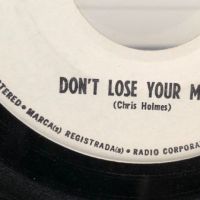 DON'T LOSE YOUR M
(Chris Holmes)
STERED • MARCA(s) REGISTRADA(s) • RADIO CORPORA